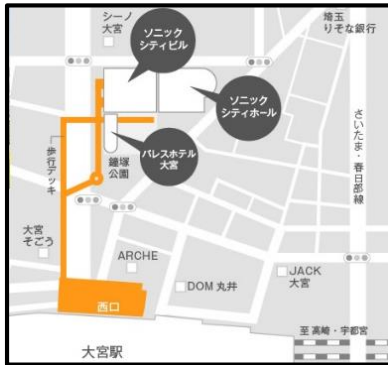 シーノ
大宮
ソニック
シティビル
埼玉
りそな銀行
ソニック
シティホール
さいたま・春日部線
歩行デッキ
鐘塚
公園
パレスホテル
大宮
大宮
そごう
ARCHE
DOM 丸井
JACK
大宮
西口
至 高崎・宇都宮
大宮駅